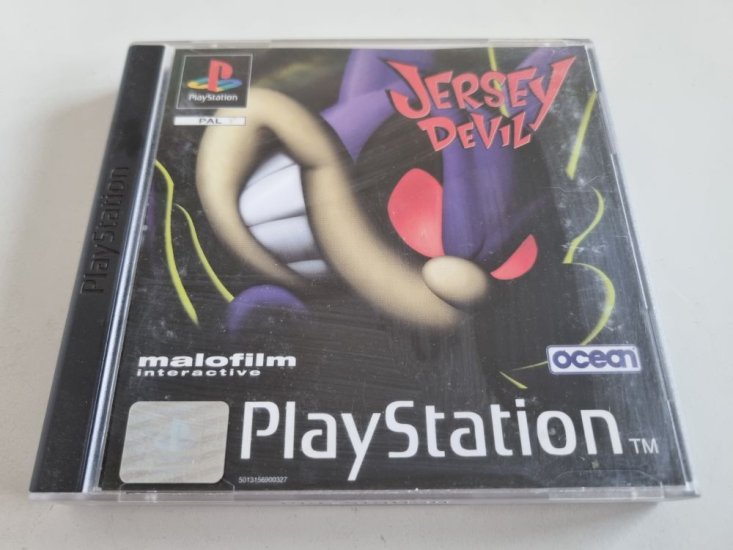 PlayStation
PlayStation
PAL
JERSEY
DEVIL
malofilm
interactive
ocean
PlayStation™
5013156900327